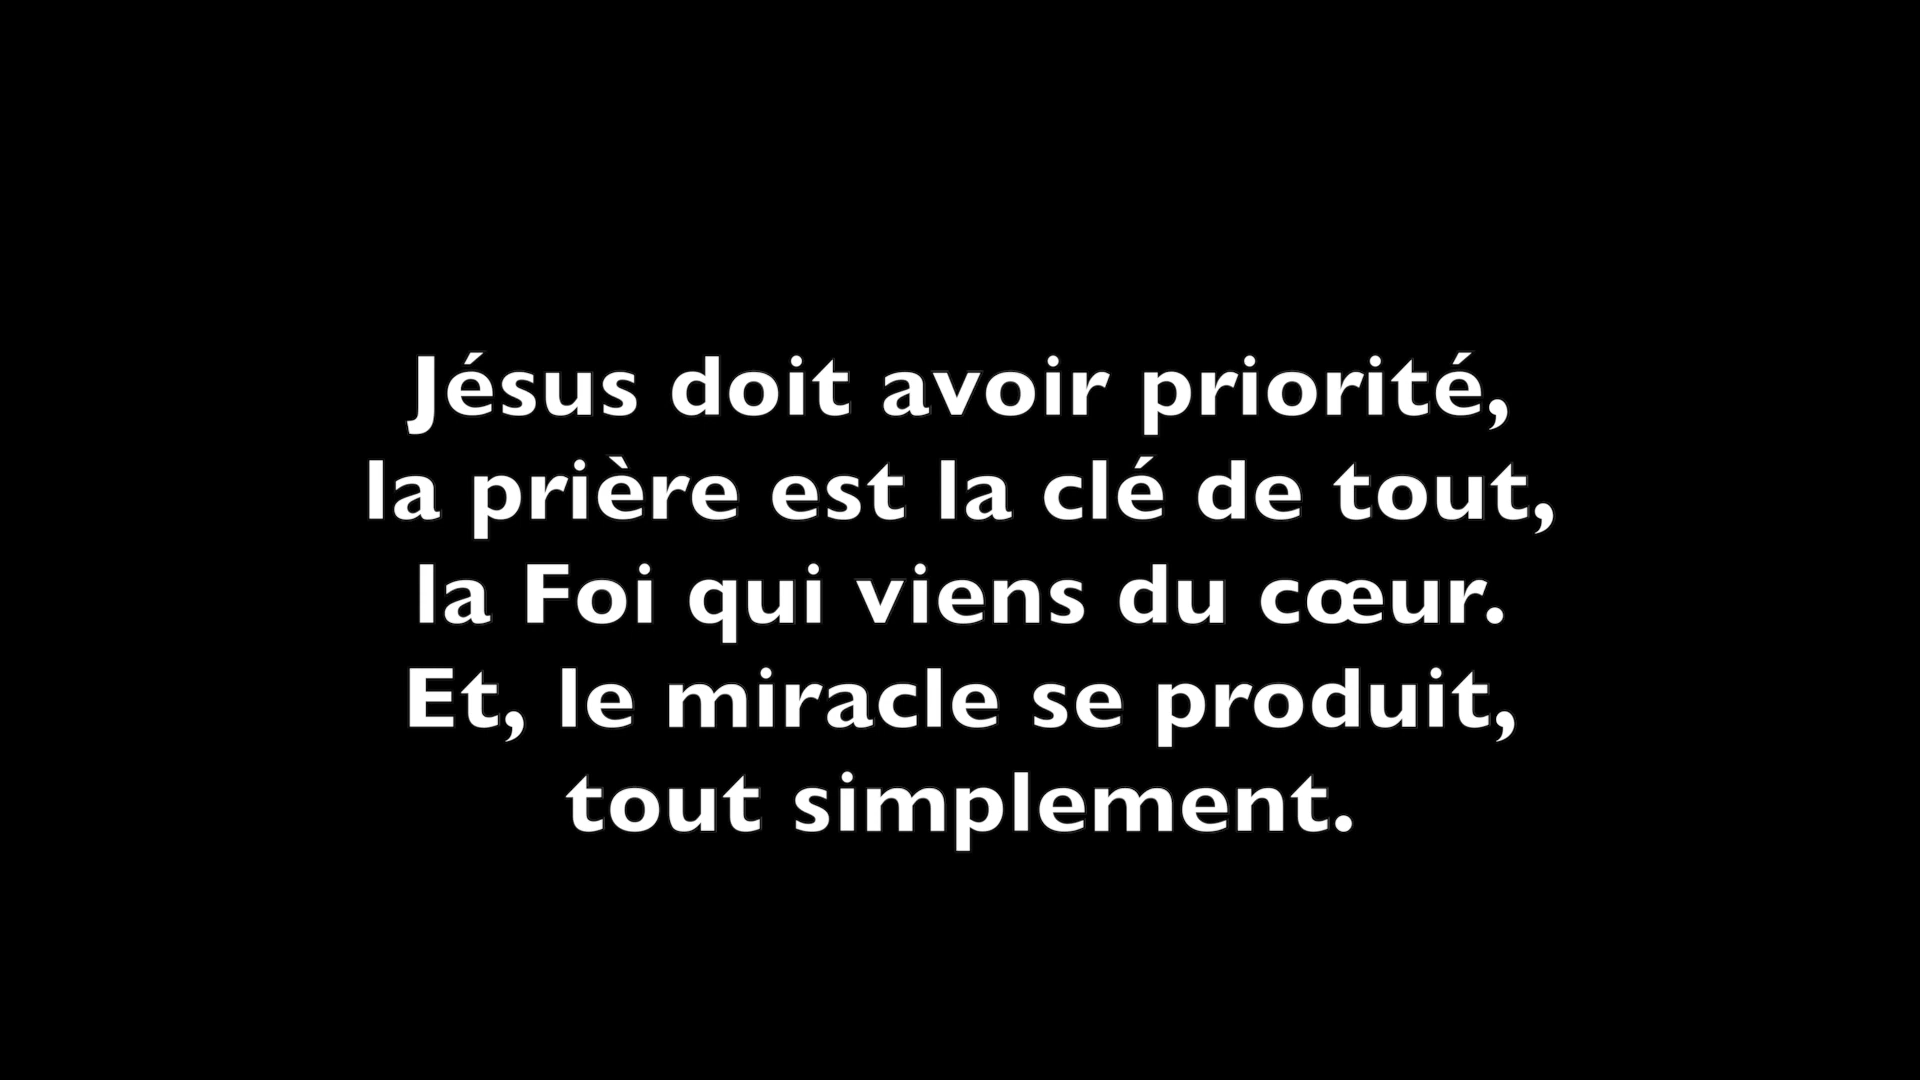 Jésus doit avoir priorité,
la prière est la clé de tout,
la Foi qui viens du cœur.
Et, le miracle se produit,
tout simplement.